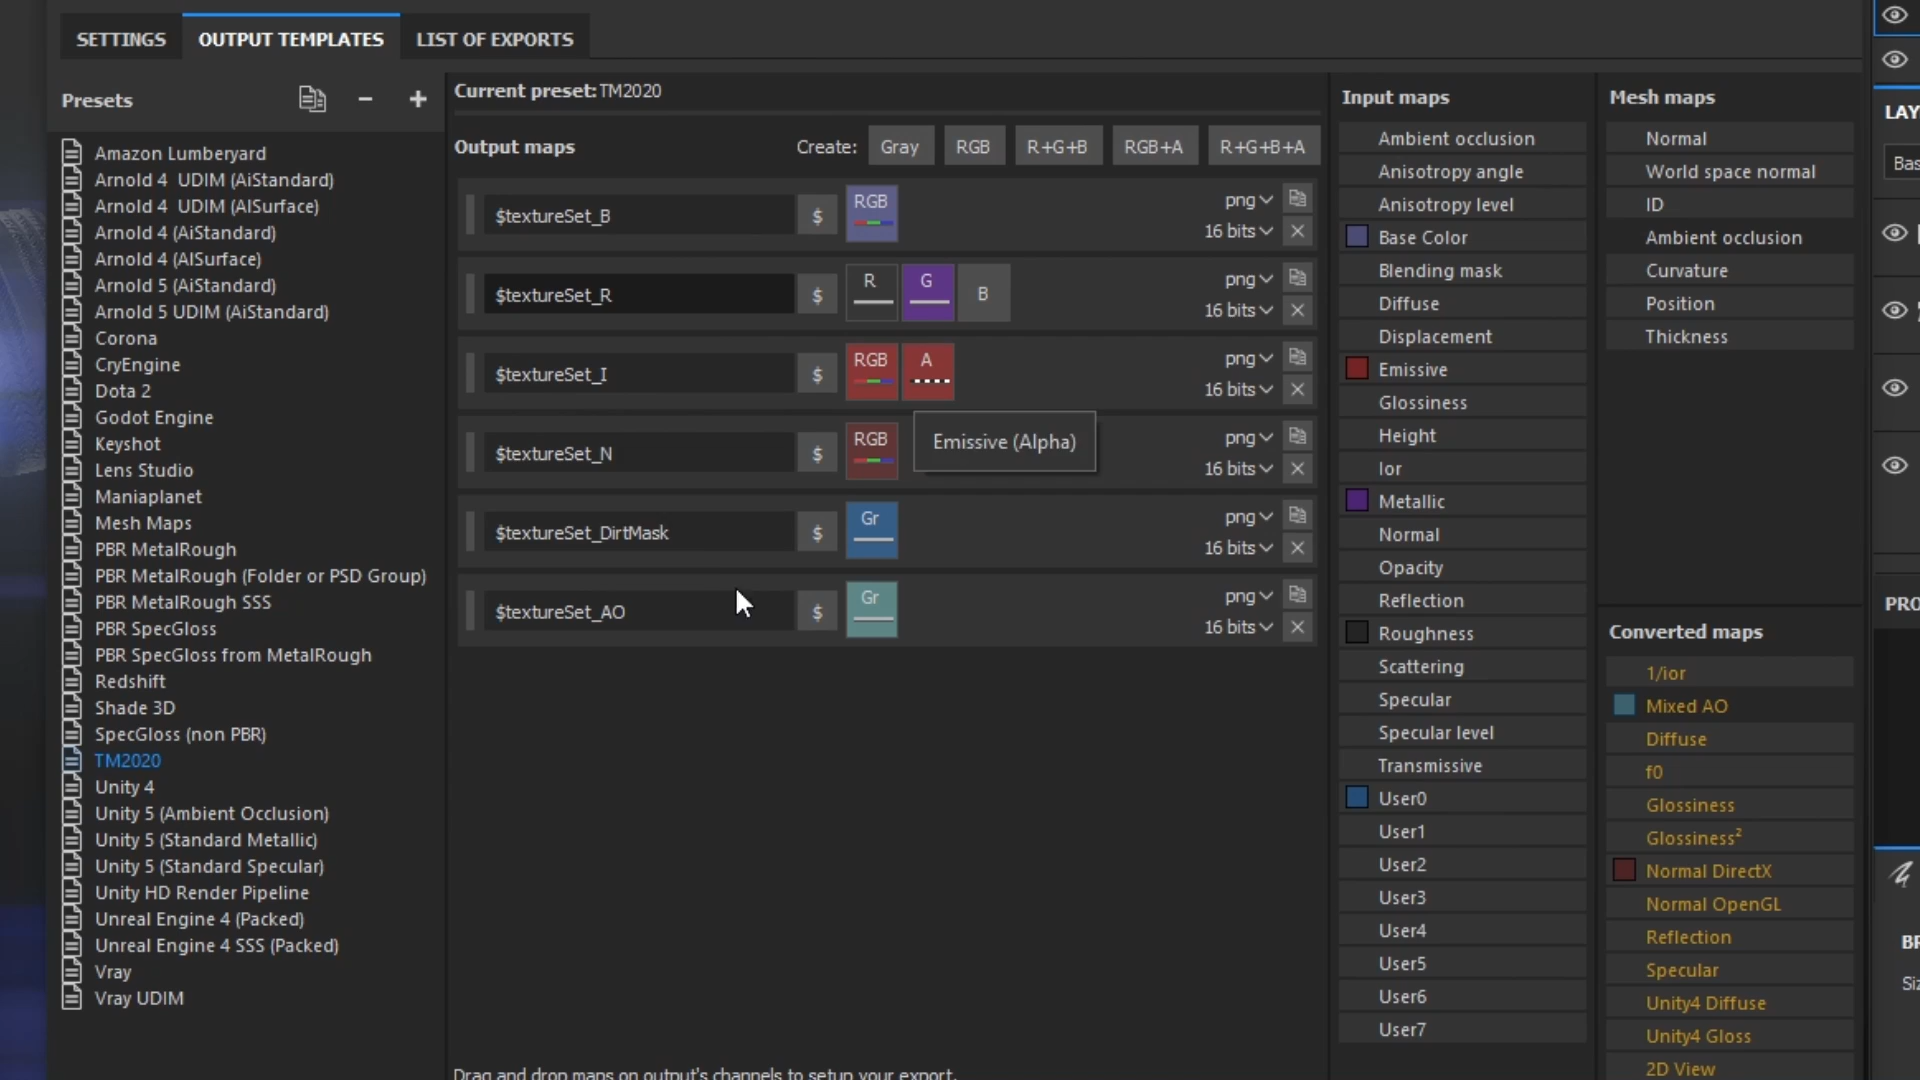 SETTINGS
OUTPUT TEMPLATES
LIST OF EXPORTS
Presets
Amazon Lumberyard
Arnold 4  UDIM (AiStandard)
Arnold 4  UDIM (AISurface)
Arnold 4 (AiStandard)
Arnold 4 (AISurface)
Arnold 5 (AiStandard)
Arnold 5 UDIM (AiStandard)
Corona
CryEngine
Dota 2
Godot Engine
Keyshot
Lens Studio
Maniaplanet
Mesh Maps
PBR MetalRough
PBR MetalRough (Folder or PSD Group)
PBR MetalRough SSS
PBR SpecGloss
PBR SpecGloss from MetalRough
Redshift
Shade 3D
SpecGloss (non PBR)
TM2020
Unity 4
Unity 5 (Ambient Occlusion)
Unity 5 (Standard Metallic)
Unity 5 (Standard Specular)
Unity HD Render Pipeline
Unreal Engine 4 (Packed)
Unreal Engine 4 SSS (Packed)
Vray
Vray UDIM
Current preset: TM2020
Output maps
Create: Gray RGB R+G+B RGB+A R+G+B+A
$textureSet_B $ RGB png
16 bits
$textureSet_R $ R G B png
16 bits
$textureSet_I $ RGB A png
16 bits
Emissive (Alpha)
$textureSet_N $ RGB png
16 bits
$textureSet_DirtMask $ Gr png
16 bits
$textureSet_AO $ Gr png
16 bits
Drag and drop maps on output's channels to setup your export.
Input maps
Ambient occlusion
Anisotropy angle
Anisotropy level
Base Color
Blending mask
Diffuse
Displacement
Emissive
Glossiness
Height
Ior
Metallic
Normal
Opacity
Reflection
Roughness
Scattering
Specular
Specular level
Transmissive
User0
User1
User2
User3
User4
User5
User6
User7
Mesh maps
Normal
World space normal
ID
Ambient occlusion
Curvature
Position
Thickness
Converted maps
1/ior
Mixed AO
Diffuse
f0
Glossiness
Glossiness²
Normal DirectX
Normal OpenGL
Reflection
Specular
Unity4 Diffuse
Unity4 Gloss
2D View
LAY
Bas
PRO
BR
Siz